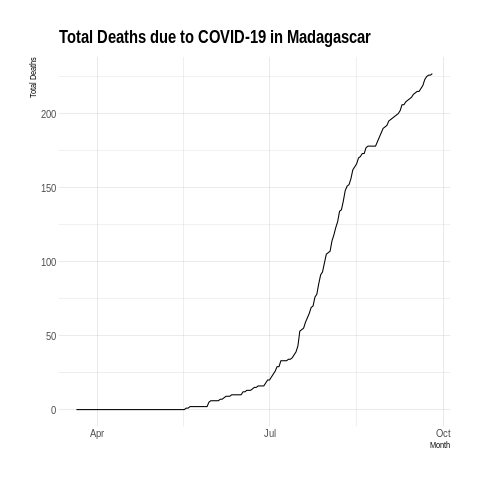 Total Deaths due to COVID-19 in Madagascar
Total Deaths
200
150
100
50
0
Apr
Jul
Oct
Month